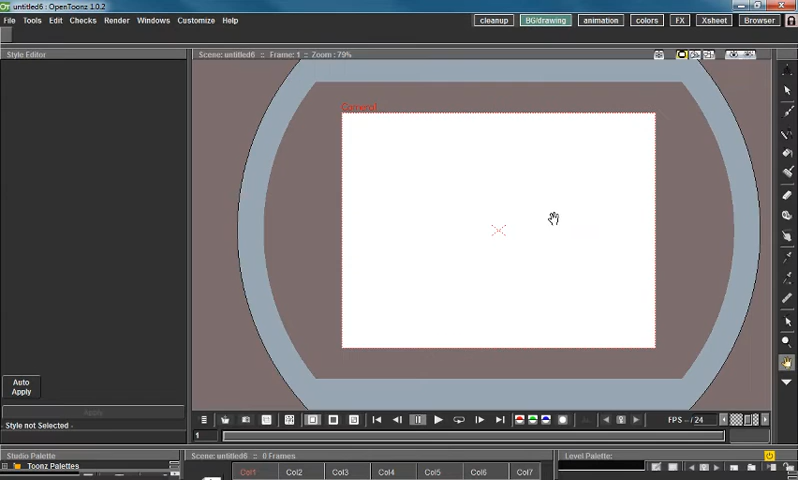 untitled6 : OpenToonz 1.0.2
File Tools Edit Checks Render Windows Customize Help
cleanup BG/drawing animation colors FX Xsheet Browser
Style Editor
Scene: untitled6 :: Frame: 1 :: Zoom : 79%
Camera1
Auto
Apply
Apply
- Style not Selected -
FPS -- / 24
1
Studio Palette
Toonz Palettes
Scene: untitled6 :: 0 Frames
Col1 Col2 Col3 Col4 Col5 Col6 Col7
Level Palette: